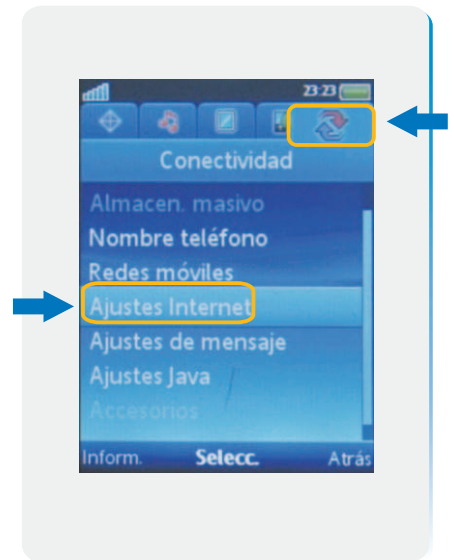 23:23
Conectividad
Almacen. masivo
Nombre teléfono
Redes móviles
Ajustes Internet
Ajustes de mensaje
Ajustes Java
Accesorios
Inform. Selecc. Atrás